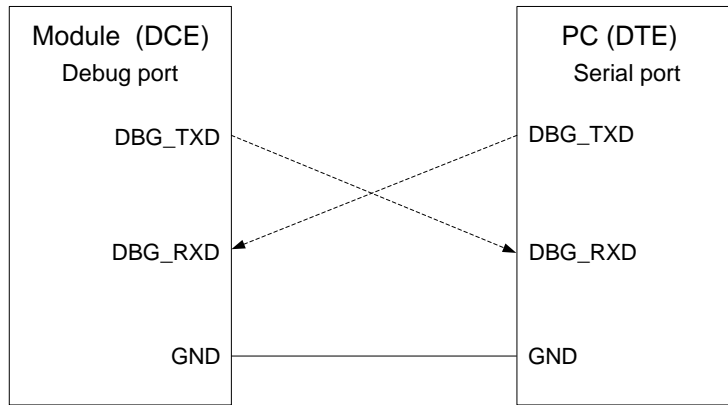 Module (DCE)
Debug port
DBG_TXD
DBG_RXD
GND
PC (DTE)
Serial port
DBG_TXD
DBG_RXD
GND